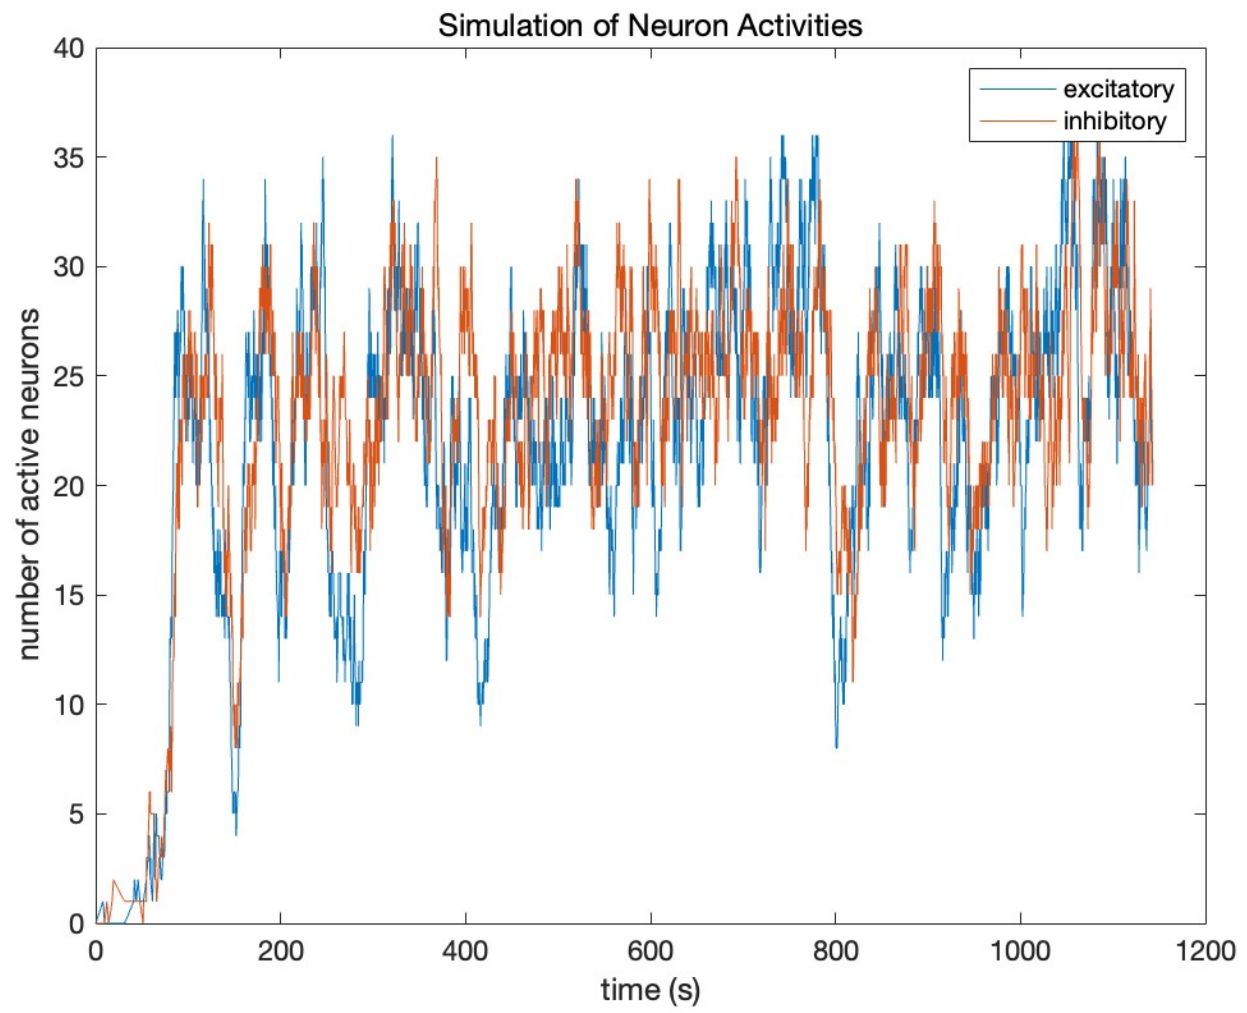 Simulation of Neuron Activities
excitatory
inhibitory
40
35
30
25
20
15
10
5
0
number of active neurons
0 200 400 600 800 1000 1200
time (s)